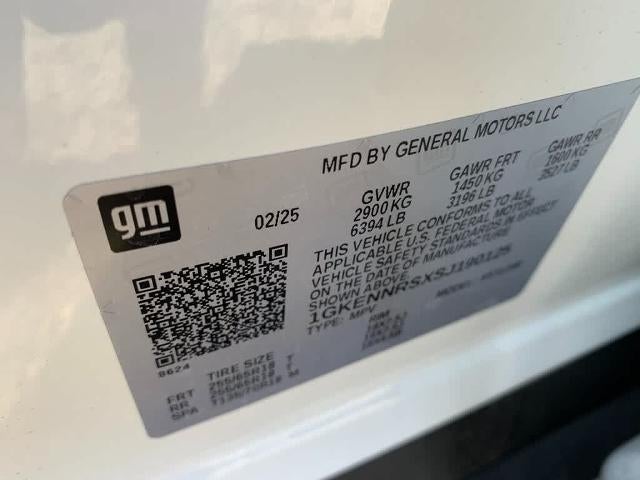 MFD BY GENERAL MOTORS LLC
gm
02/25
GVWR GAWR FRT GAWR RR
2900 KG 1450 KG 1600 KG
6394 LB 3196 LB 3527 LB
THIS VEHICLE CONFORMS TO ALL
APPLICABLE U.S. FEDERAL MOTOR
VEHICLE SAFETY STANDARDS IN EFFECT
ON THE DATE OF MANUFACTURE
SHOWN ABOVE.
1GKENNRSXSJ190125
TYPE: MPV MODEL:
8624
TIRE SIZE RIM
FRT 255/65R18 T
RR 255/65R18 T
SPA T135/70R18 M